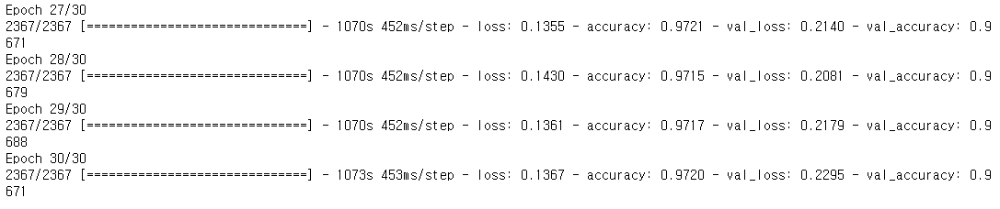 Epoch 27/30
2367/2367 [==============================] - 1070s 452ms/step - loss: 0.1355 - accuracy: 0.9721 - val_loss: 0.2140 - val_accuracy: 0.9
671
Epoch 28/30
2367/2367 [==============================] - 1070s 452ms/step - loss: 0.1430 - accuracy: 0.9715 - val_loss: 0.2081 - val_accuracy: 0.9
679
Epoch 29/30
2367/2367 [==============================] - 1070s 452ms/step - loss: 0.1361 - accuracy: 0.9717 - val_loss: 0.2179 - val_accuracy: 0.9
688
Epoch 30/30
2367/2367 [==============================] - 1073s 453ms/step - loss: 0.1367 - accuracy: 0.9720 - val_loss: 0.2295 - val_accuracy: 0.9
671